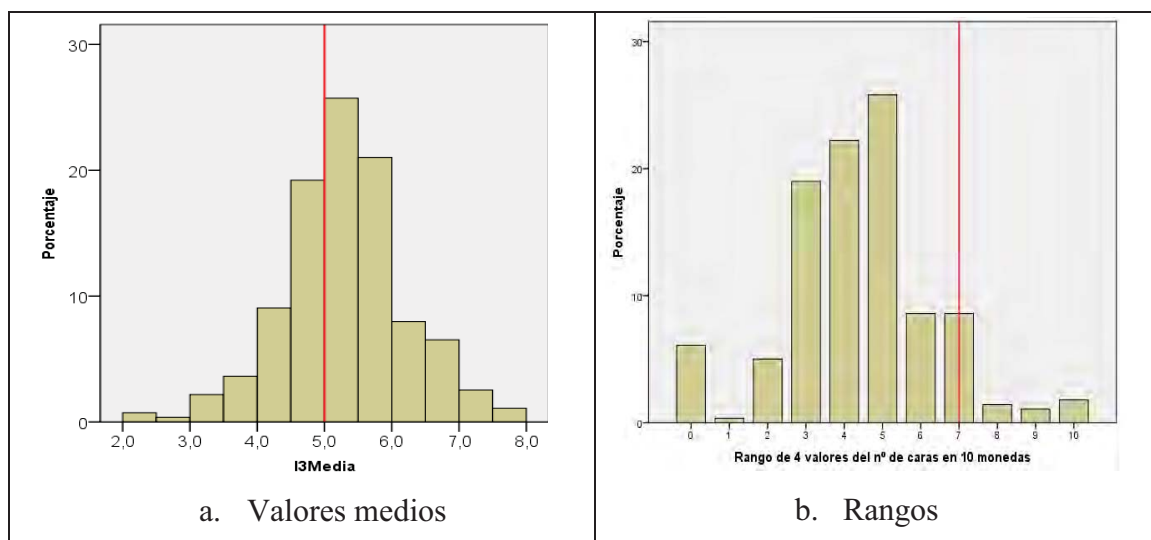 30
20
10
0
Porcentaje
2,0 3,0 4,0 5,0 6,0 7,0 8,0
I3Media
a. Valores medios
30
20
10
0
Porcentaje
0 1 2 3 4 5 6 7 8 9 10
Rango de 4 valores del nº de caras en 10 monedas
b. Rangos